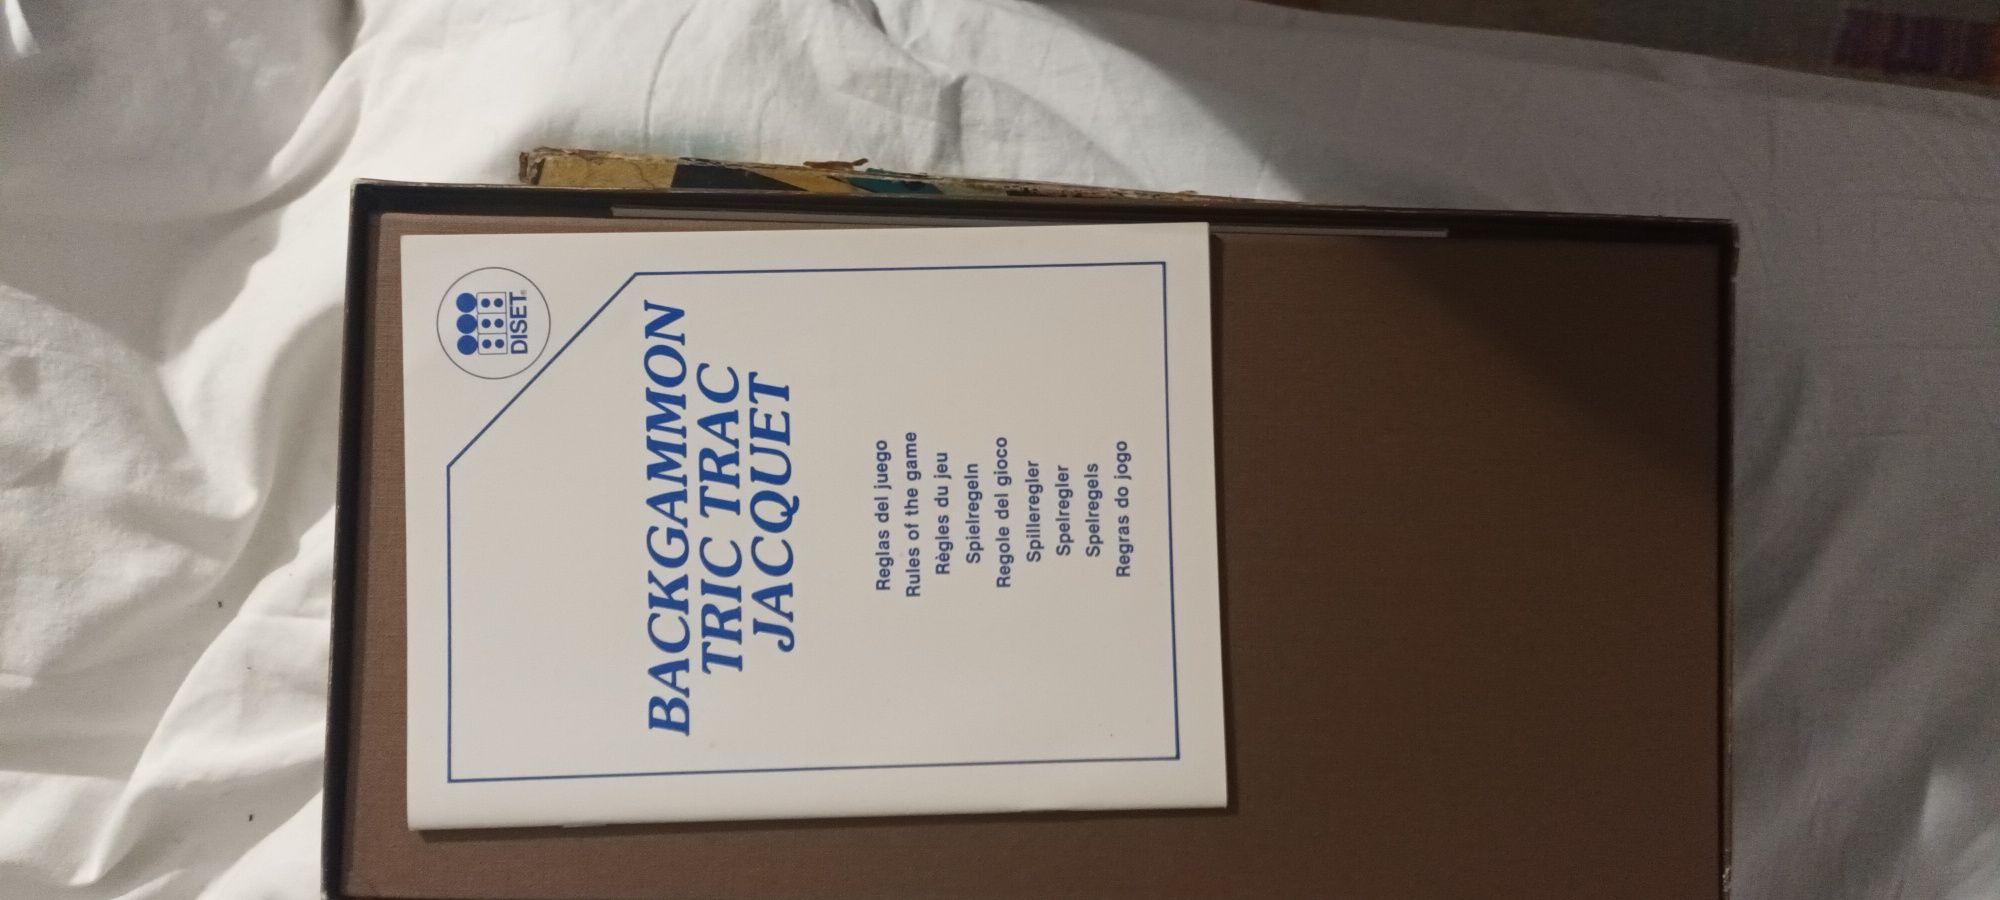 DISET®
BACKGAMMON
TRIC TRAC
JACQUET
Reglas del juego
Rules of the game
Règles du jeu
Spielregeln
Regole del gioco
Spilleregler
Spelregler
Spelregels
Regras do jogo